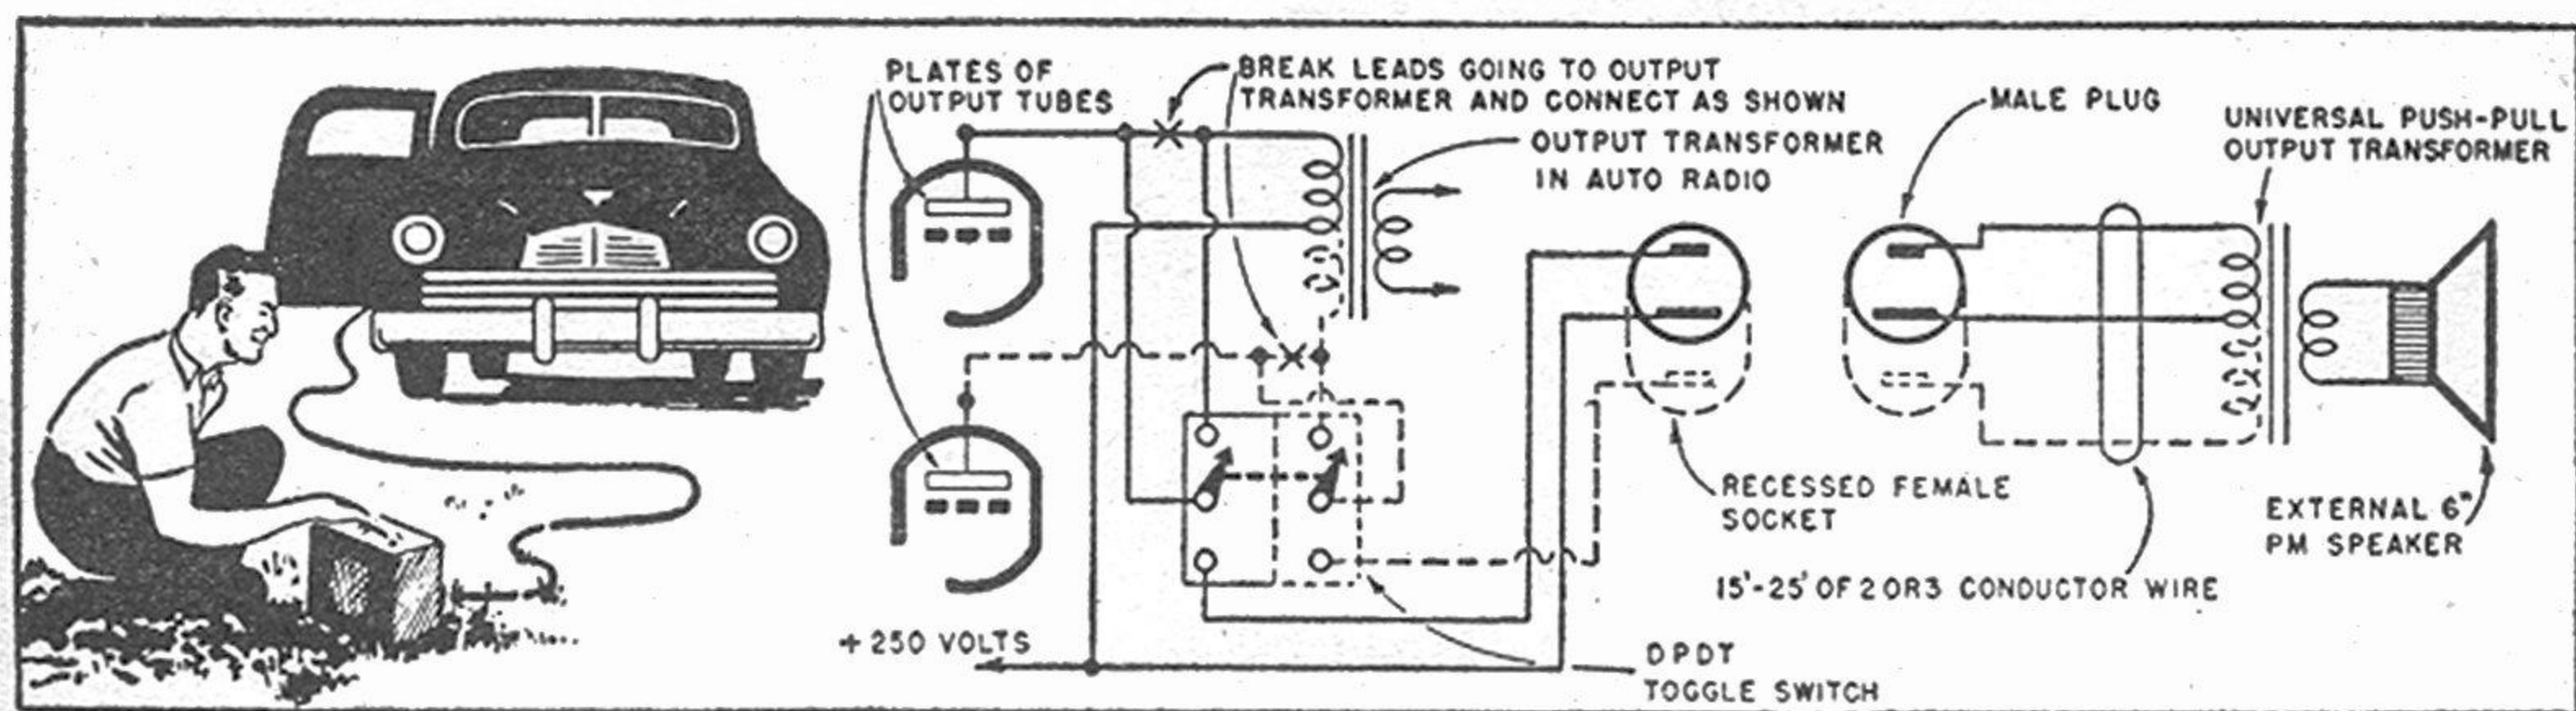 PLATES OF
OUTPUT TUBES
BREAK LEADS GOING TO OUTPUT
TRANSFORMER AND CONNECT AS SHOWN
OUTPUT TRANSFORMER
IN AUTO RADIO
MALE PLUG
UNIVERSAL PUSH-PULL
OUTPUT TRANSFORMER
RECESSED FEMALE
SOCKET
EXTERNAL 6"
PM SPEAKER
15'-25' OF 2 OR 3 CONDUCTOR WIRE
+250 VOLTS
DPDT
TOGGLE SWITCH